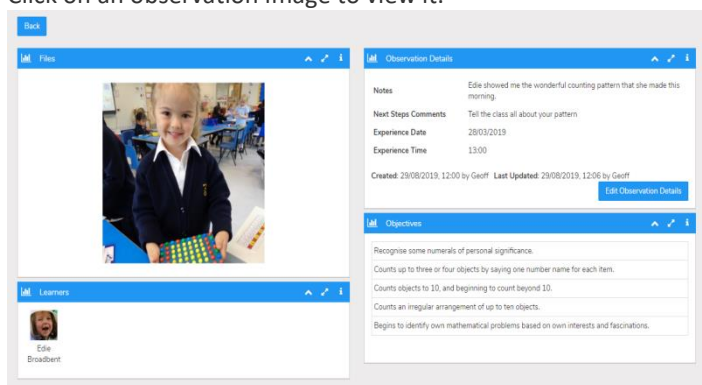 Click on an observation image to view it.
Back
Files
Observation Details
Notes
Edie showed me the wonderful counting pattern that she made this
morning.
Next Steps Comments
Tell the class all about your pattern
Experience Date
28/03/2019
Experience Time
13:00
Created: 29/08/2019, 12:00 by Geoff Last Updated: 29/08/2019, 12:06 by Geoff
Edit Observation Details
Objectives
Recognise some numerals of personal significance.
Counts up to three or four objects by saying one number name for each item.
Counts objects to 10, and beginning to count beyond 10.
Counts an irregular arrangement of up to ten objects.
Begins to identify own mathematical problems based on own interests and fascinations.
Learners
Edie
Broadbent